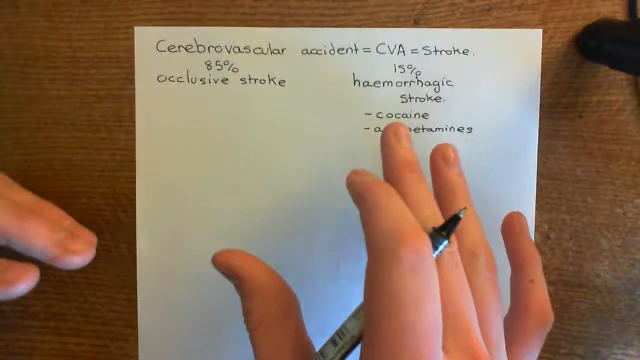 Cerebrovascular accident = CVA = Stroke.
85% 15%
occlusive stroke haemorrhagic
stroke.
- cocaine
-